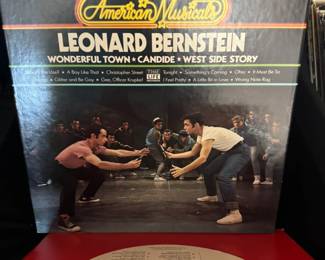 American Musicals
LEONARD BERNSTEIN
WONDERFUL TOWN ★ CANDIDE ★ WEST SIDE STORY
A Boy Like That • Christopher Street
TIME
LIFE
Tonight • Something's Coming • Ohio • It Must Be So
Glitter and Be Gay • Gee, Officer Krupke!
I Feel Pretty • A Little Bit in Love • Wrong Note Rag